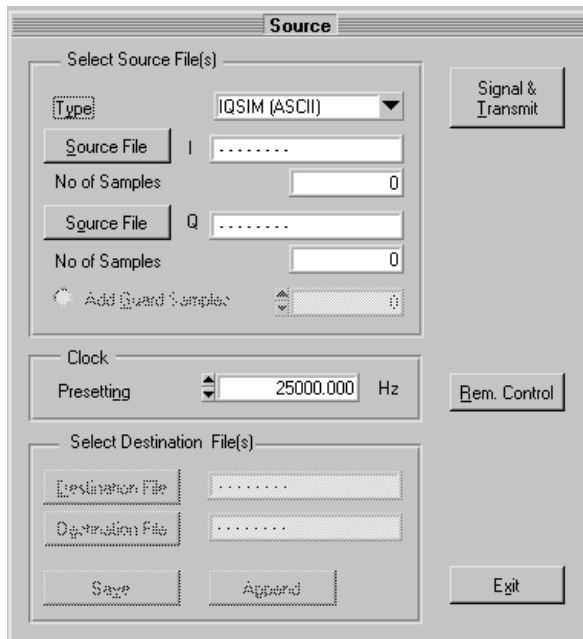 Source
Select Source File(s)
Type IQSIM (ASCII)
Source File I --------
No of Samples 0
Source File Q --------
No of Samples 0
Add Guard Samples 0
Signal &
Transmit
Clock
Presetting 25000.000 Hz
Rem. Control
Select Destination File(s)
Destination File --------
Destination File --------
Save Append
Exit